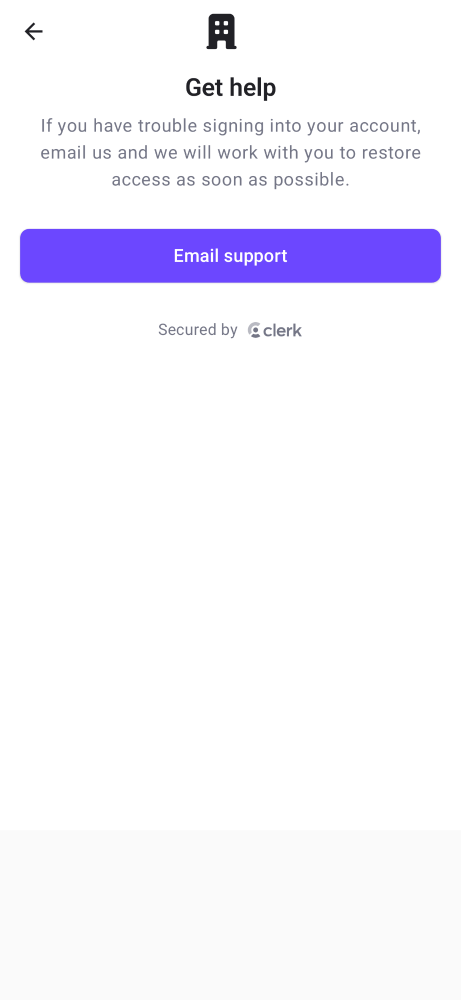 Get help
If you have trouble signing into your account,
email us and we will work with you to restore
access as soon as possible.
Email support
Secured by clerk